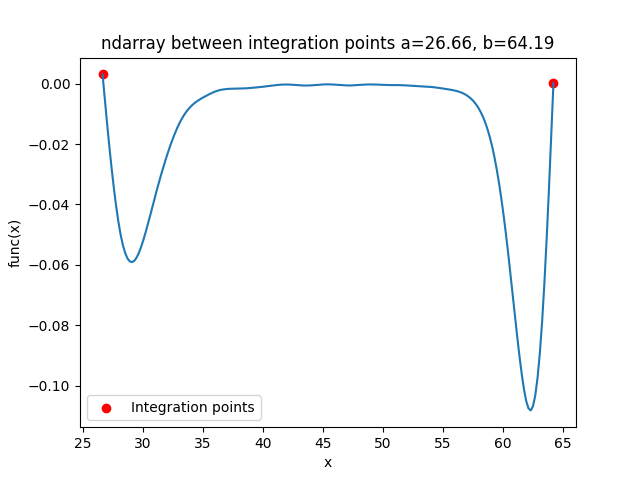 ndarray between integration points a=26.66, b=64.19
0.00
−0.02
−0.04
−0.06
−0.08
−0.10
func(x)
Integration points
25 30 35 40 45 50 55 60 65
x